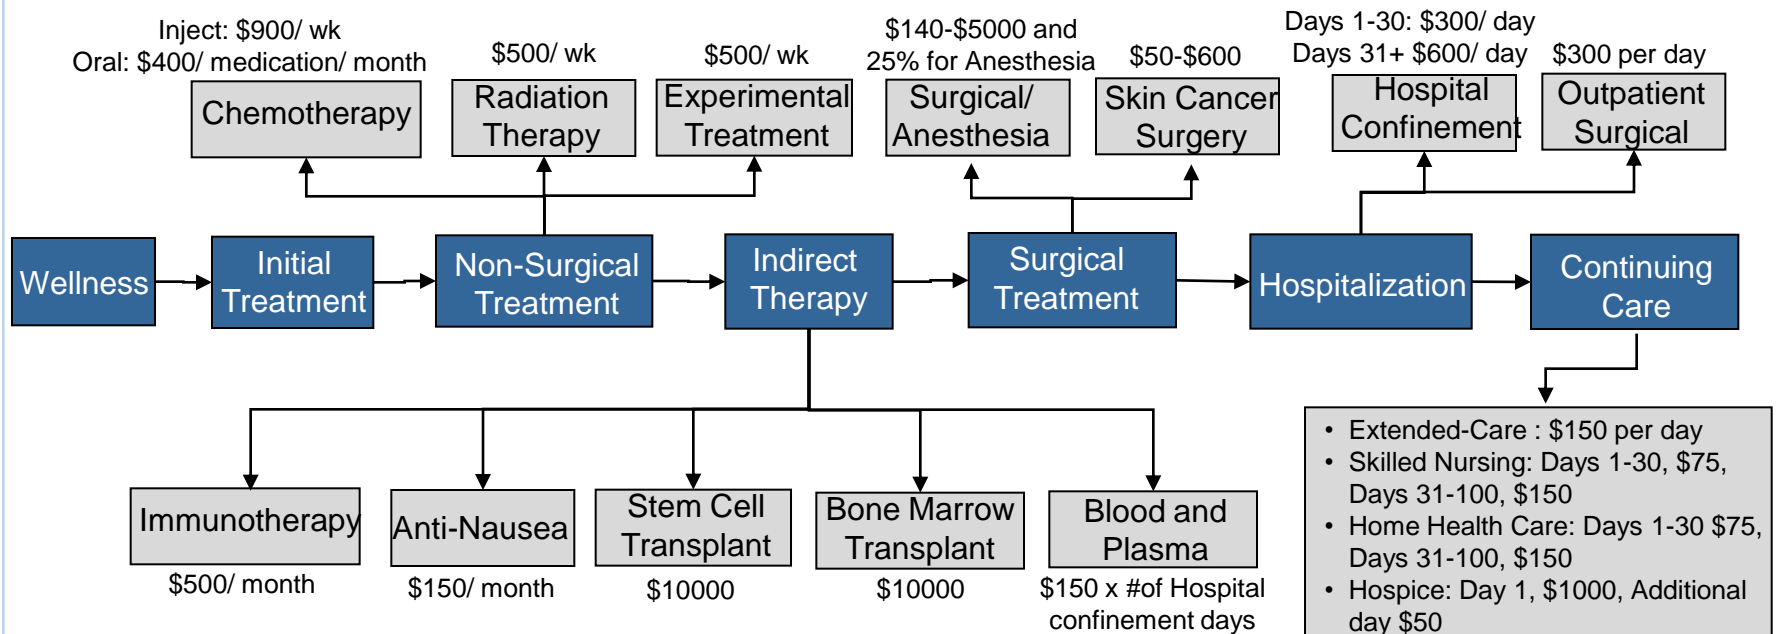 Inject: $900/ wk
Oral: $400/ medication/ month
Chemotherapy
$500/ wk
Radiation
Therapy
$500/ wk
Experimental
Treatment
$140-$5000 and
25% for Anesthesia
Surgical/
Anesthesia
$50-$600
Skin Cancer
Surgery
Days 1-30: $300/ day
Days 31+ $600/ day
Hospital
Confinement
$300 per day
Outpatient
Surgical
Wellness
Initial
Treatment
Non-Surgical
Treatment
Indirect
Therapy
Surgical
Treatment
Hospitalization
Continuing
Care
Immunotherapy
$500/ month
Anti-Nausea
$150/ month
Stem Cell
Transplant
$10000
Bone Marrow
Transplant
$10000
Blood and
Plasma
$150 x #of Hospital
confinement days
• Extended-Care : $150 per day
• Skilled Nursing: Days 1-30, $75,
Days 31-100, $150
• Home Health Care: Days 1-30 $75,
Days 31-100, $150
• Hospice: Day 1, $1000, Additional
day $50